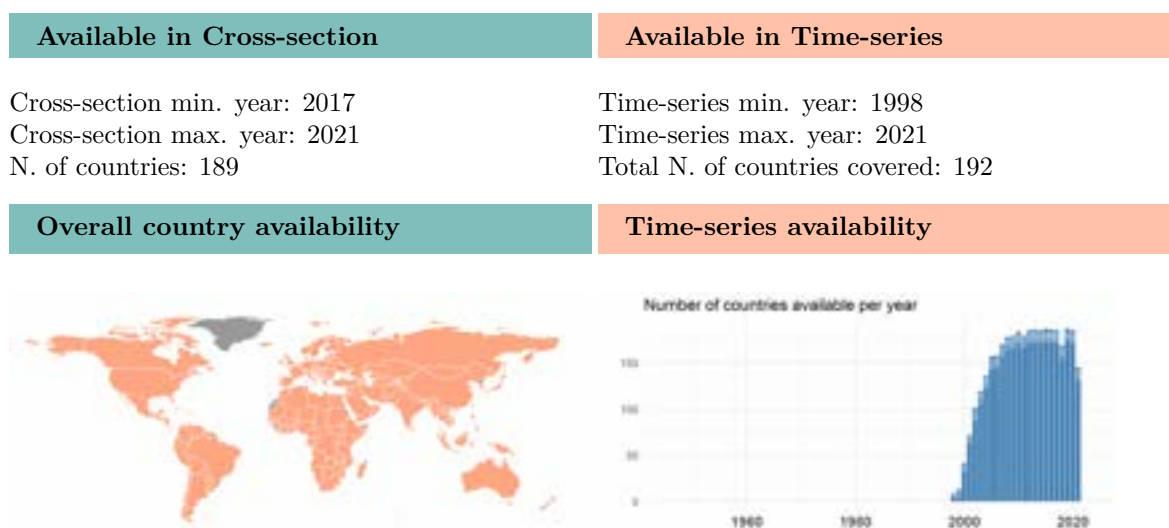 Available in Cross-section
Available in Time-series
Cross-section min. year: 2017
Cross-section max. year: 2021
N. of countries: 189
Time-series min. year: 1998
Time-series max. year: 2021
Total N. of countries covered: 192
Overall country availability
Time-series availability
Number of countries available per year
150
100
50
0
1960
1980
2000
2020